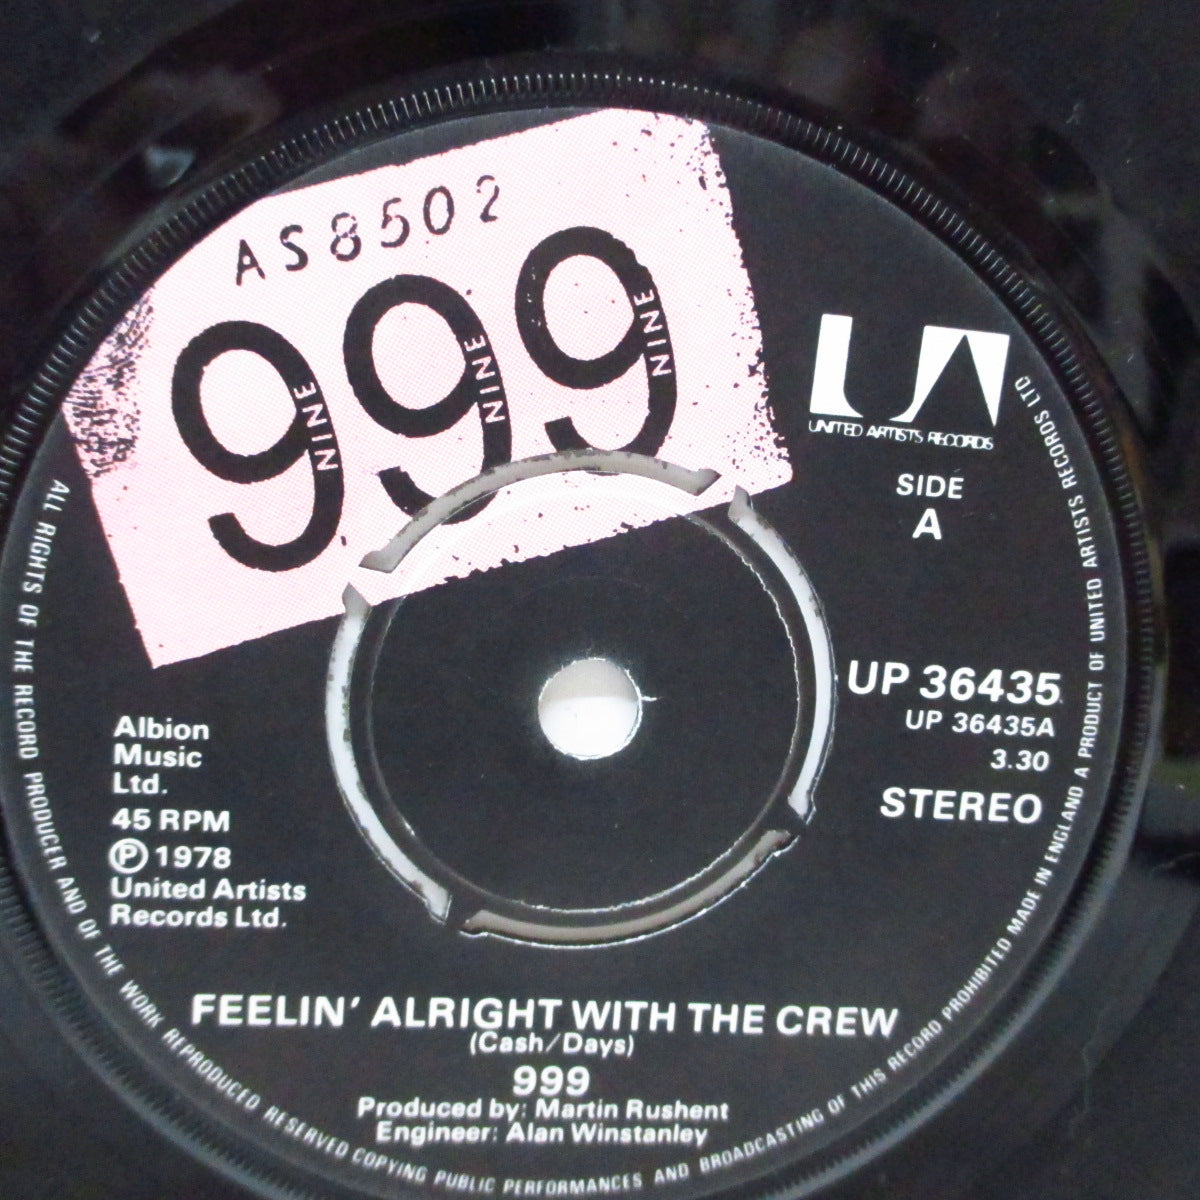 AS8502
999
NINE NINE NINE
UNITED ARTISTS RECORDS
SIDE
A
UP 36435
UP 36435A
3.30
STEREO
Albion
Music
Ltd.
45 RPM
Ⓟ 1978
United Artists
Records Ltd.
FEELIN' ALRIGHT WITH THE CREW
(Cash/Days)
999
Produced by: Martin Rushent
Engineer: Alan Winstanley
ALL RIGHTS OF THE RECORD PRODUCER AND OF THE WORK REPRODUCED RESERVED COPYING PUBLIC PERFORMANCES AND BROADCASTING OF THIS RECORD PROHIBITED MADE IN ENGLAND A PRODUCT OF UNITED ARTISTS RECORDS LTD